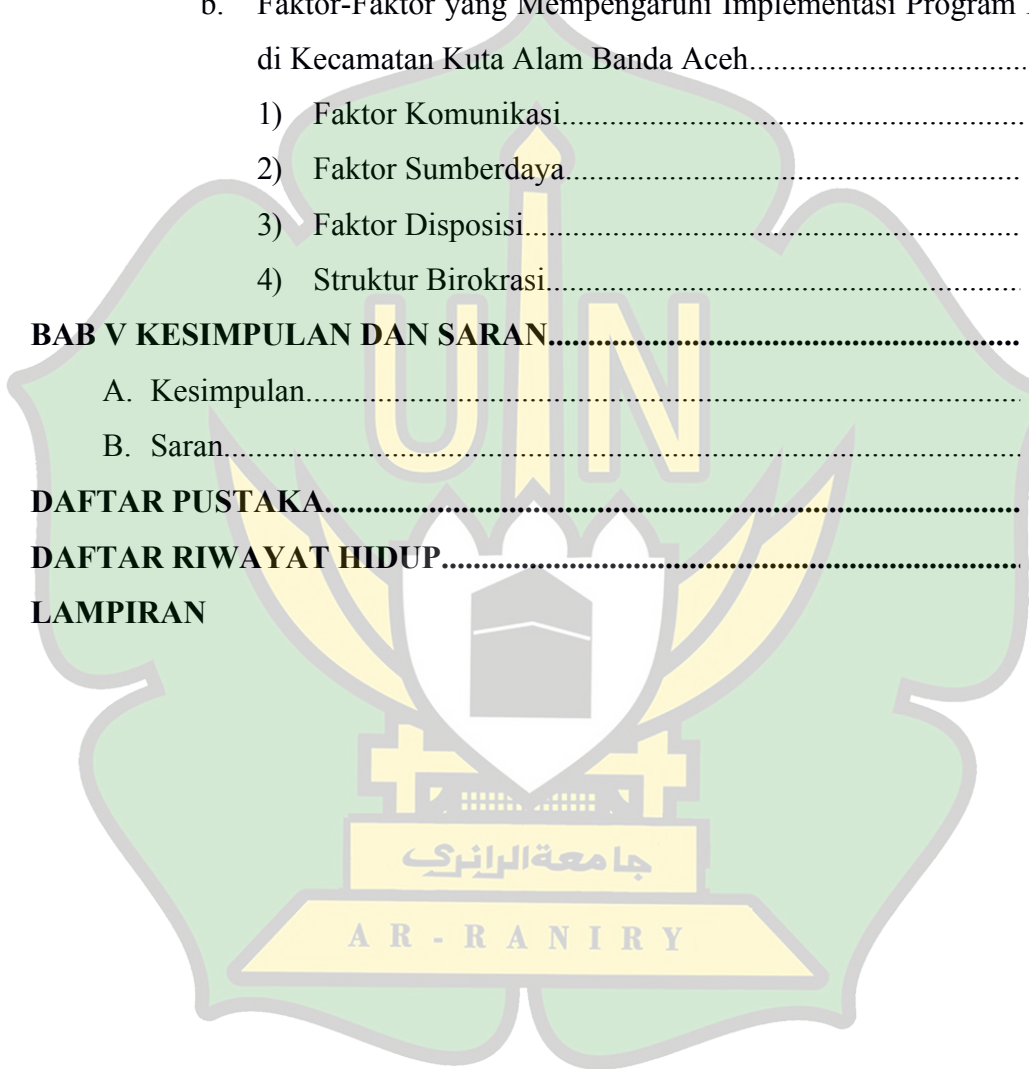 b. Faktor-Faktor yang Mempengaruhi Implementasi Program
di Kecamatan Kuta Alam Banda Aceh..................................
1) Faktor Komunikasi..........................................................
2) Faktor Sumberdaya.........................................................
3) Faktor Disposisi..............................................................
4) Struktur Birokrasi...........................................................
BAB V KESIMPULAN DAN SARAN............................................................
A. Kesimpulan..........................................................................................
B. Saran.....................................................................................................
DAFTAR PUSTAKA.......................................................................................
DAFTAR RIWAYAT HIDUP.........................................................................
LAMPIRAN
UIN
جامعة الرانري
AR - RANIRY